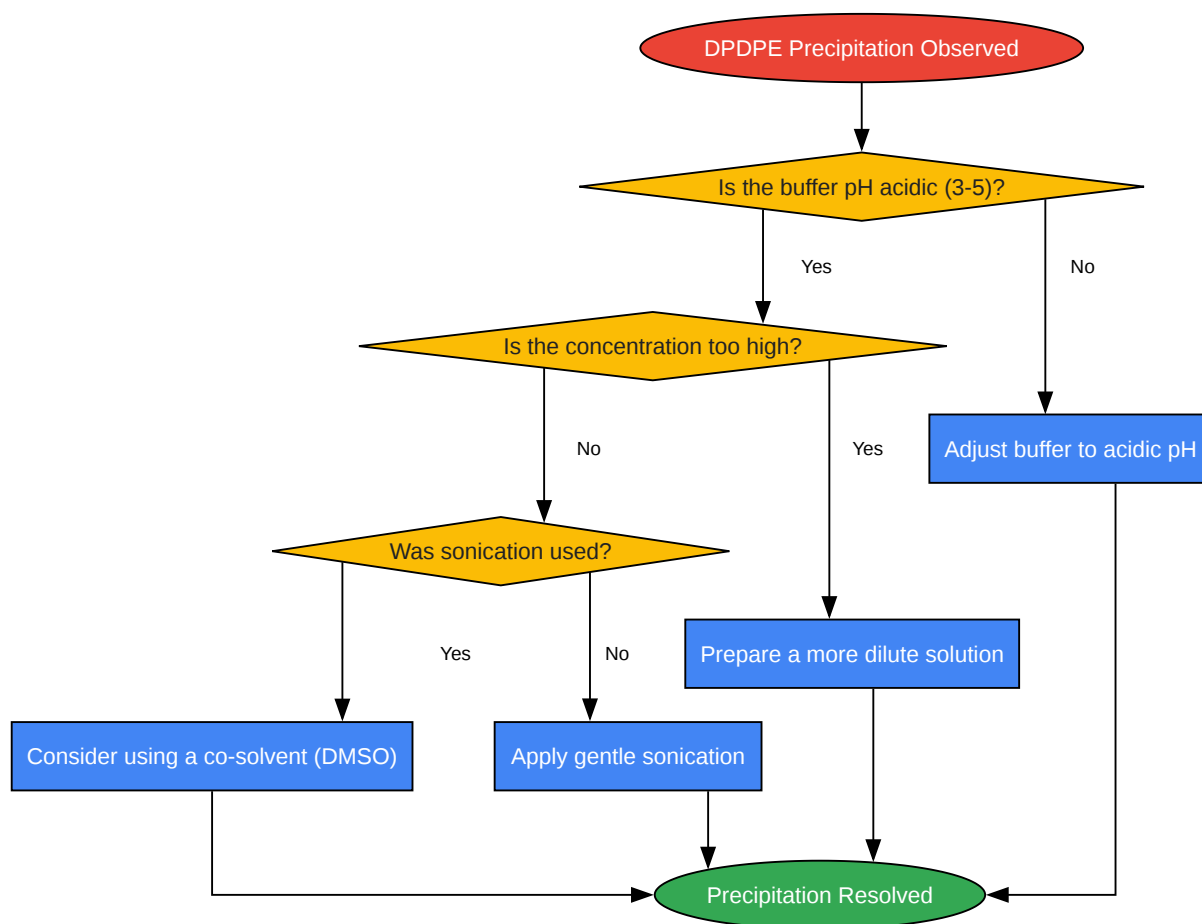 DPDPE Precipitation Observed
Is the buffer pH acidic (3-5)?
Yes
No
Is the concentration too high?
No
Yes
Adjust buffer to acidic pH
Was sonication used?
Yes
No
Prepare a more dilute solution
Consider using a co-solvent (DMSO)
Apply gentle sonication
Precipitation Resolved